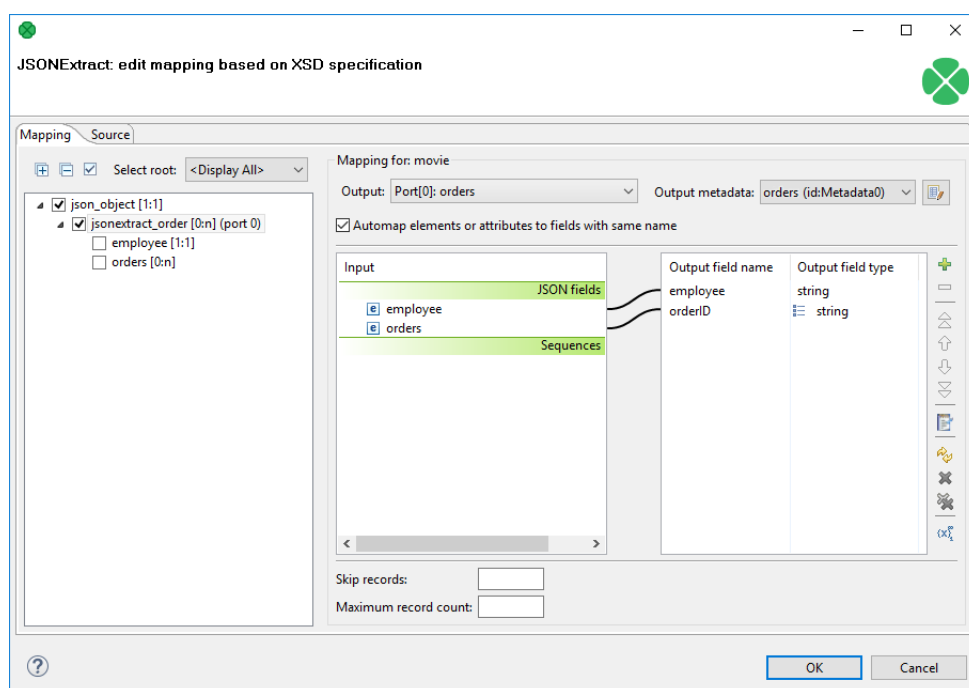 JSONExtract: edit mapping based on XSD specification
Mapping Source
Select root: <Display All>
json_object [1:1]
jsonextract_order [0:n] (port 0)
employee [1:1]
orders [0:n]
Mapping for: movie
Output: Port[0]: orders Output metadata: orders (id:Metadata0)
Automap elements or attributes to fields with same name
Input
JSON fields
employee
orders
Sequences
Output field name Output field type
employee string
orderID string
{x}
Skip records:
Maximum record count:
?
OK Cancel